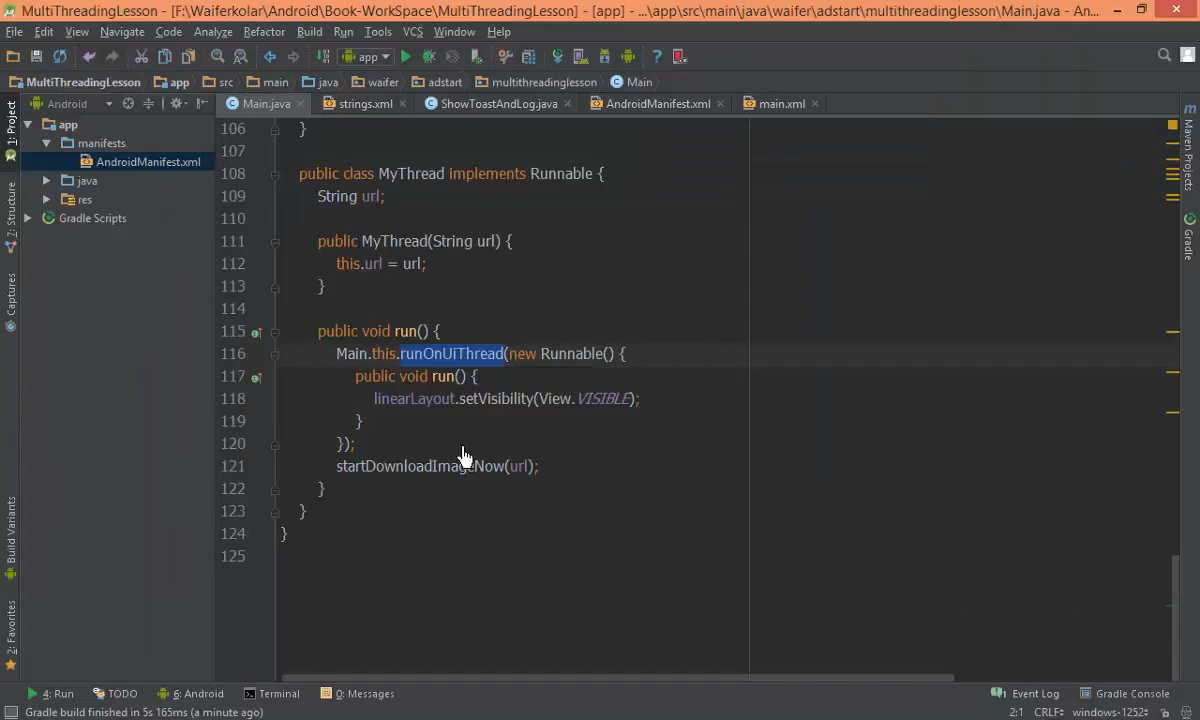 MultiThreadingLesson - [F:\Waiferkolar\Android\Book-WorkSpace\MultiThreadingLesson] - [app] - ...\app\src\main\java\waifer\adstart\multithreadinglesson\Main.java - An...
File Edit View Navigate Code Analyze Refactor Build Run Tools VCS Window Help
app
MultiThreadingLesson app src main java waifer adstart multithreadinglesson Main
Android
Main.java strings.xml ShowToastAndLog.java AndroidManifest.xml main.xml
1: Project
7: Structure
Captures
Build Variants
2: Favorites
app
manifests
AndroidManifest.xml
java
res
Gradle Scripts
106 }
107
108 public class MyThread implements Runnable {
109 String url;
110
111 public MyThread(String url) {
112 this.url = url;
113 }
114
115 public void run() {
116 Main.this.runOnUiThread(new Runnable() {
117 public void run() {
118 linearLayout.setVisibility(View.VISIBLE);
119 }
120 });
121 startDownloadImageNow(url);
122 }
123 }
124 }
125
Maven Projects
Gradle
4: Run TODO 6: Android Terminal 0: Messages Event Log Gradle Console
Gradle build finished in 5s 165ms (a minute ago) 2:1 CRLF÷ windows-1252÷